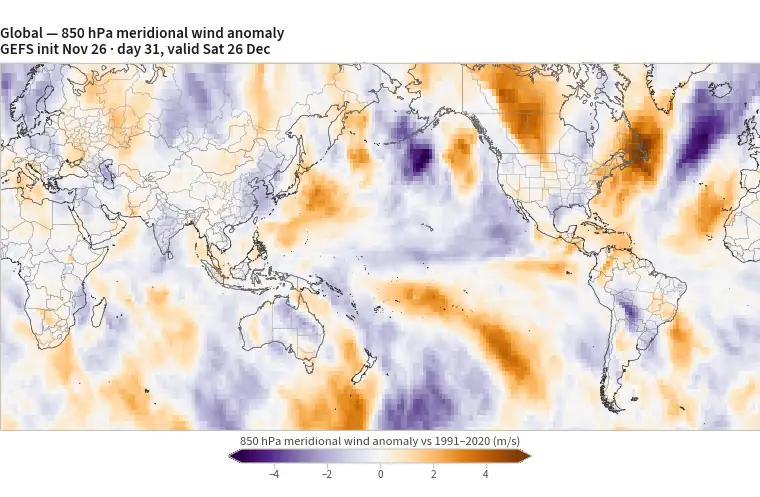 Global — 850 hPa meridional wind anomaly
GEFS init Nov 26 · day 31, valid Sat 26 Dec
850 hPa meridional wind anomaly vs 1991–2020 (m/s)
−4 −2 0 2 4